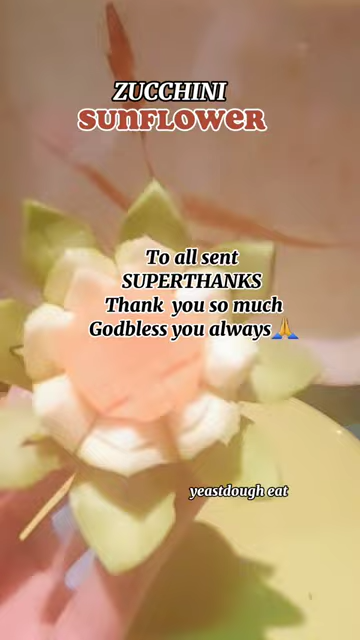 ZUCCHINI
SUNFLOWER
To all sent
SUPERTHANKS
Thank you so much
Godbless you always🙏
yeastdough eat